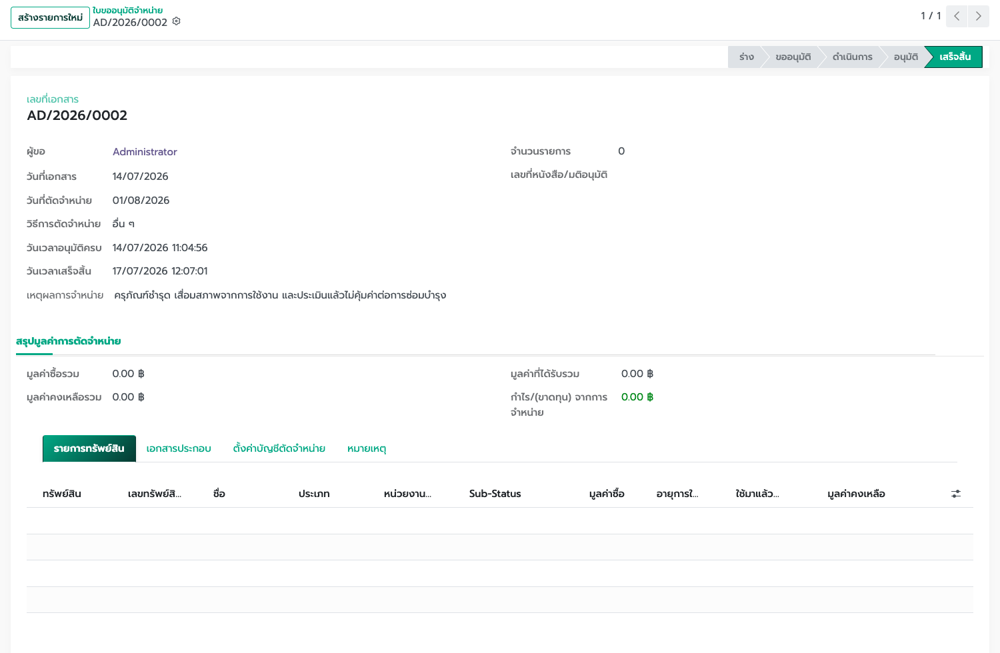 สร้างรายการใหม่
ใบขออนุมัติจำหน่าย
AD/2026/0002
1 / 1
ร่าง
ขออนุมัติ
ดำเนินการ
อนุมัติ
เสร็จสิ้น
เลขที่เอกสาร
AD/2026/0002
ผู้ขอ Administrator
จำนวนรายการ 0
วันที่เอกสาร 14/07/2026
เลขที่หนังสือ/มติอนุมัติ
วันที่ตัดจำหน่าย 01/08/2026
วิธีการตัดจำหน่าย อื่น ๆ
วันเวลาอนุมัติครบ 14/07/2026 11:04:56
วันเวลาเสร็จสิ้น 17/07/2026 12:07:01
เหตุผลการจำหน่าย ครุภัณฑ์ชำรุด เสื่อมสภาพจากการใช้งาน และประเมินแล้วไม่คุ้มค่าต่อการซ่อมบำรุง
สรุปมูลค่าการตัดจำหน่าย
มูลค่าซื้อรวม 0.00 ฿
มูลค่าที่ได้รับรวม 0.00 ฿
มูลค่าคงเหลือรวม 0.00 ฿
กำไร/(ขาดทุน) จากการ 0.00 ฿
จำหน่าย
รายการทรัพย์สิน
เอกสารประกอบ
ตั้งค่าบัญชีตัดจำหน่าย
หมายเหตุ
ทรัพย์สิน เลขทรัพย์สิ... ชื่อ ประเภท หน่วยงาน... Sub-Status มูลค่าซื้อ อายุการใ... ใช้มาแล้ว... มูลค่าคงเหลือ